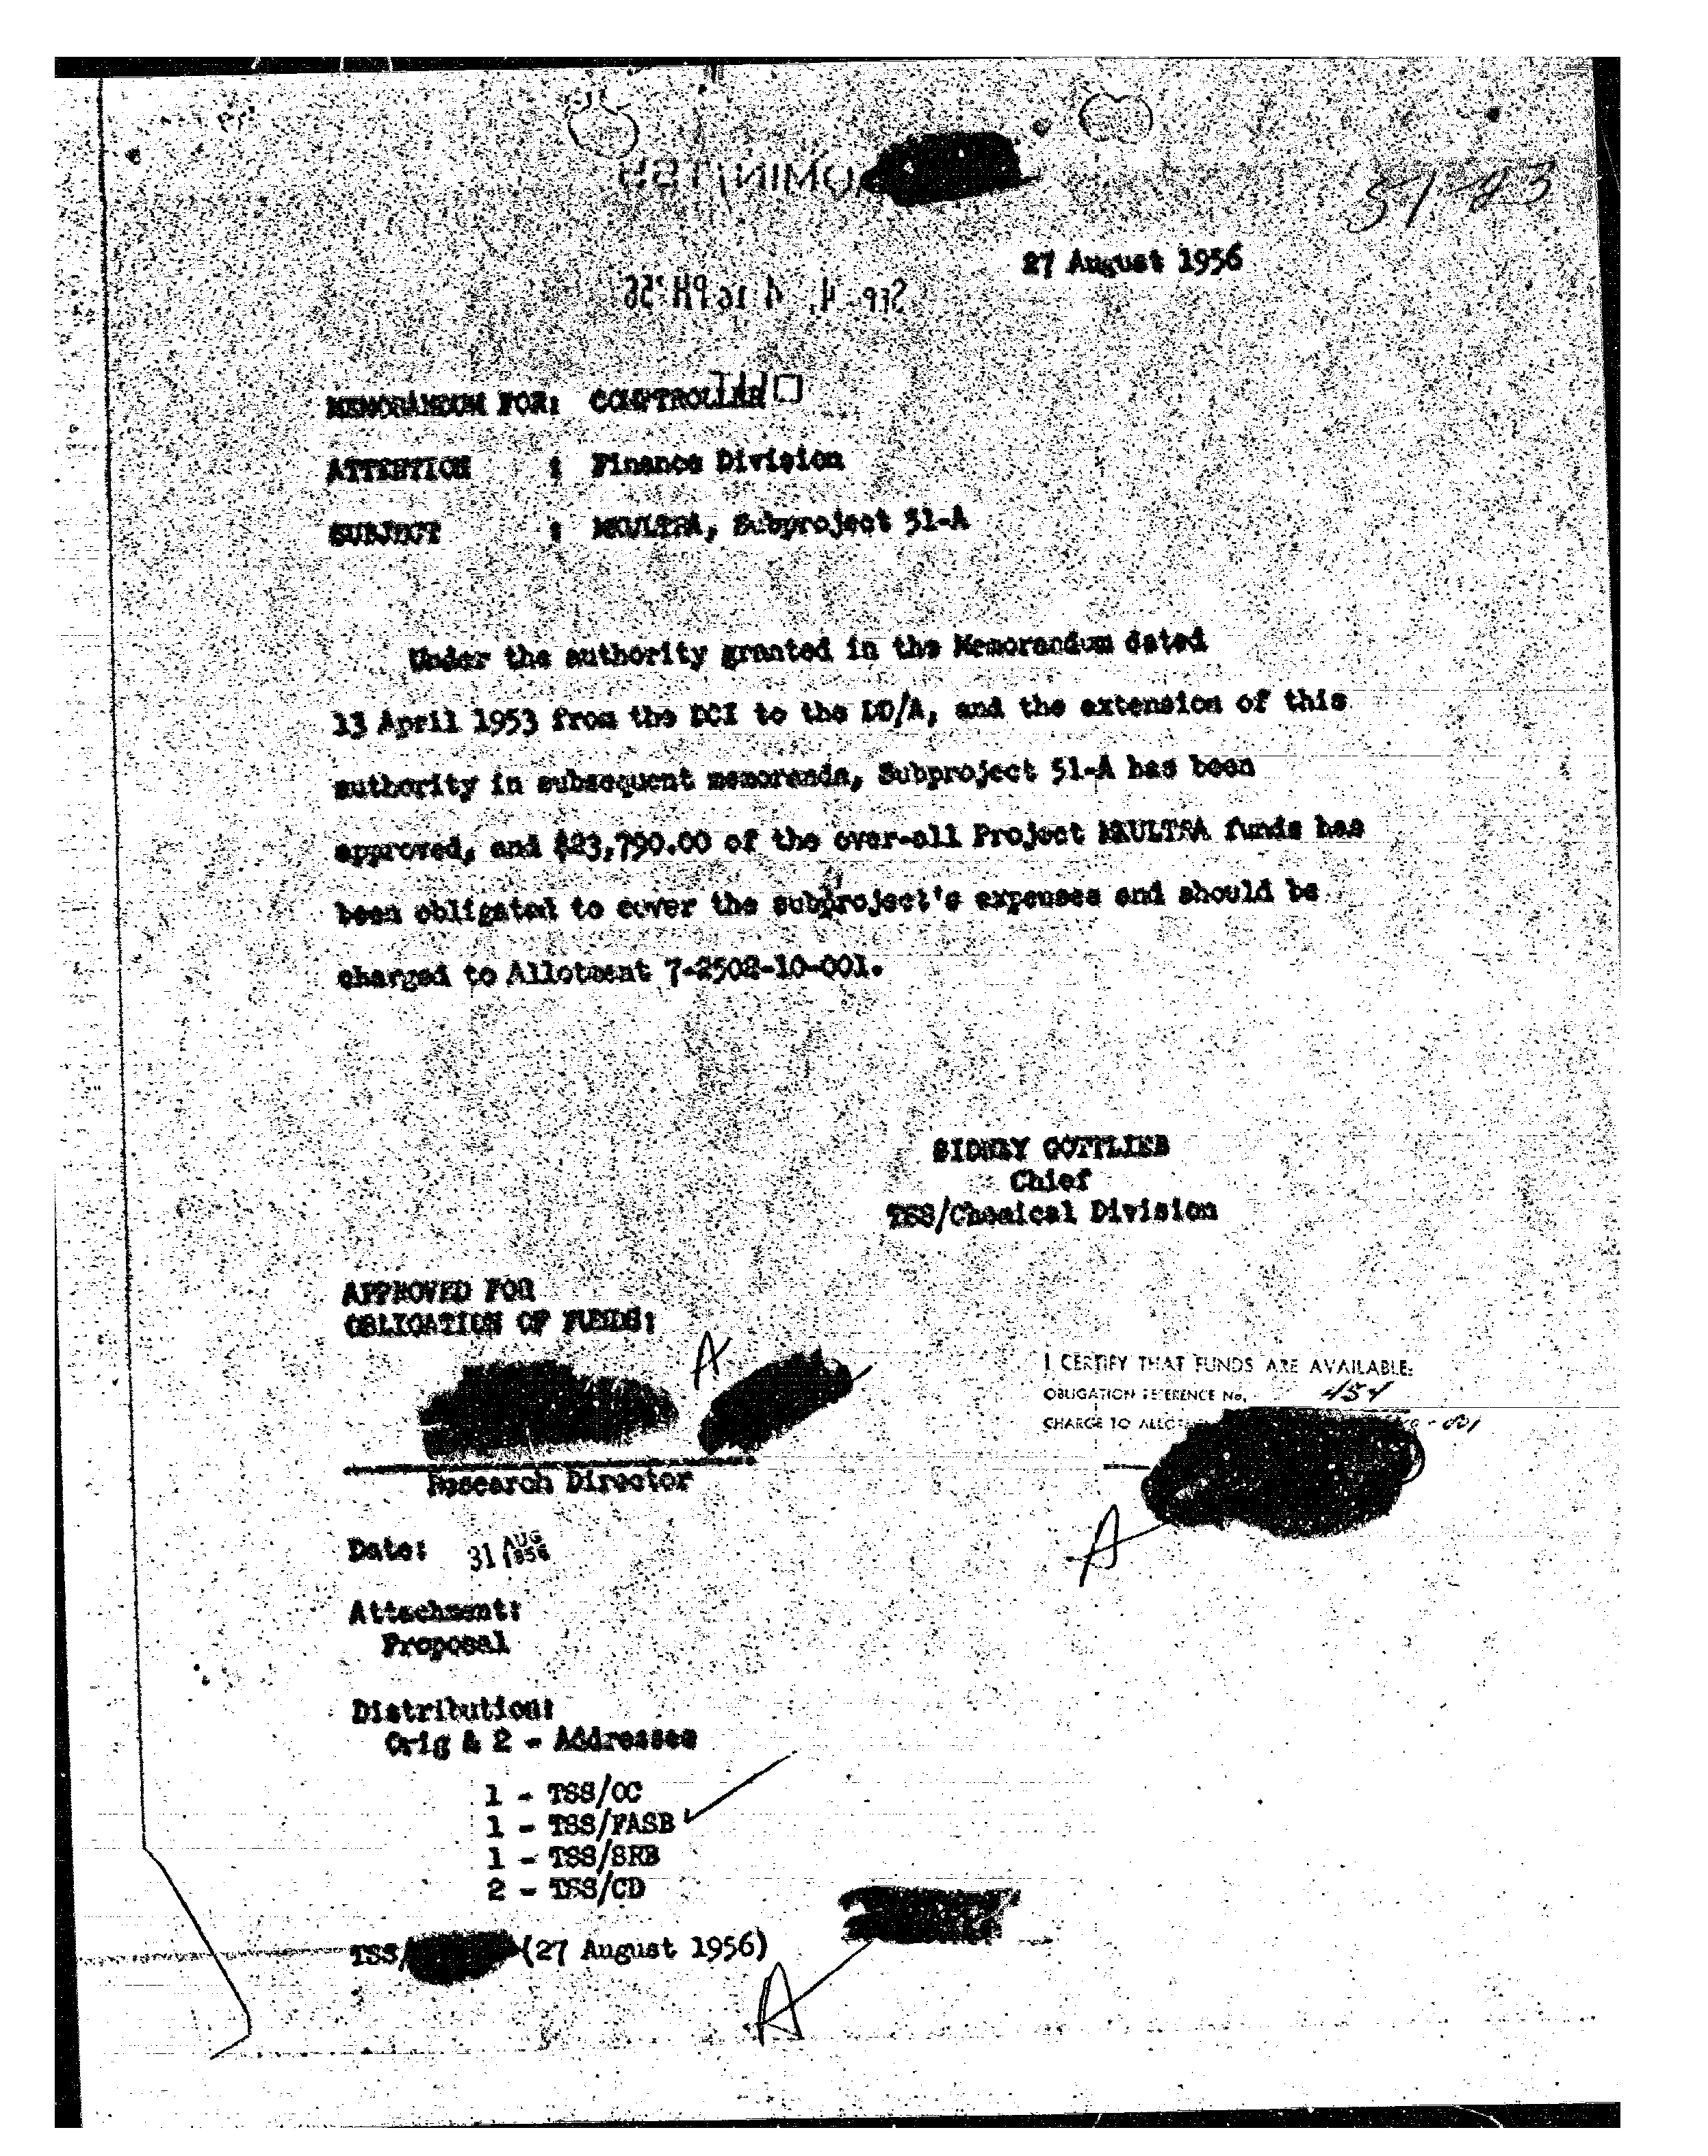 51-23
27 August 1956
SEP 4 4 16 PM '56
MEMORANDUM FOR: COMPTROLLER
ATTENTION : Finance Division
SUBJECT : MKULTRA, Subproject 51-A
Under the authority granted in the Memorandum dated
13 April 1953 from the DCI to the DD/A, and the extension of this
authority in subsequent memoranda, Subproject 51-A has been
approved, and $23,790.00 of the over-all Project MKULTRA funds has
been obligated to cover the subproject's expenses and should be
charged to Allotment 7-2502-10-001.
SIDNEY GOTTLIEB
Chief
TSS/Chemical Division
APPROVED FOR
OBLIGATION OF FUNDS:
A
I CERTIFY THAT FUNDS ARE AVAILABLE:
OBLIGATION REFERENCE No. 454
CHARGE TO ALLOT 001
Research Director
A
Date: 31 AUG 1956
Attachment:
Proposal
Distribution:
Orig & 2 - Addressee
1 - TSS/OC
1 - TSS/FASB
1 - TSS/SRB
2 - TSS/CD
TSS/ (27 August 1956)
A